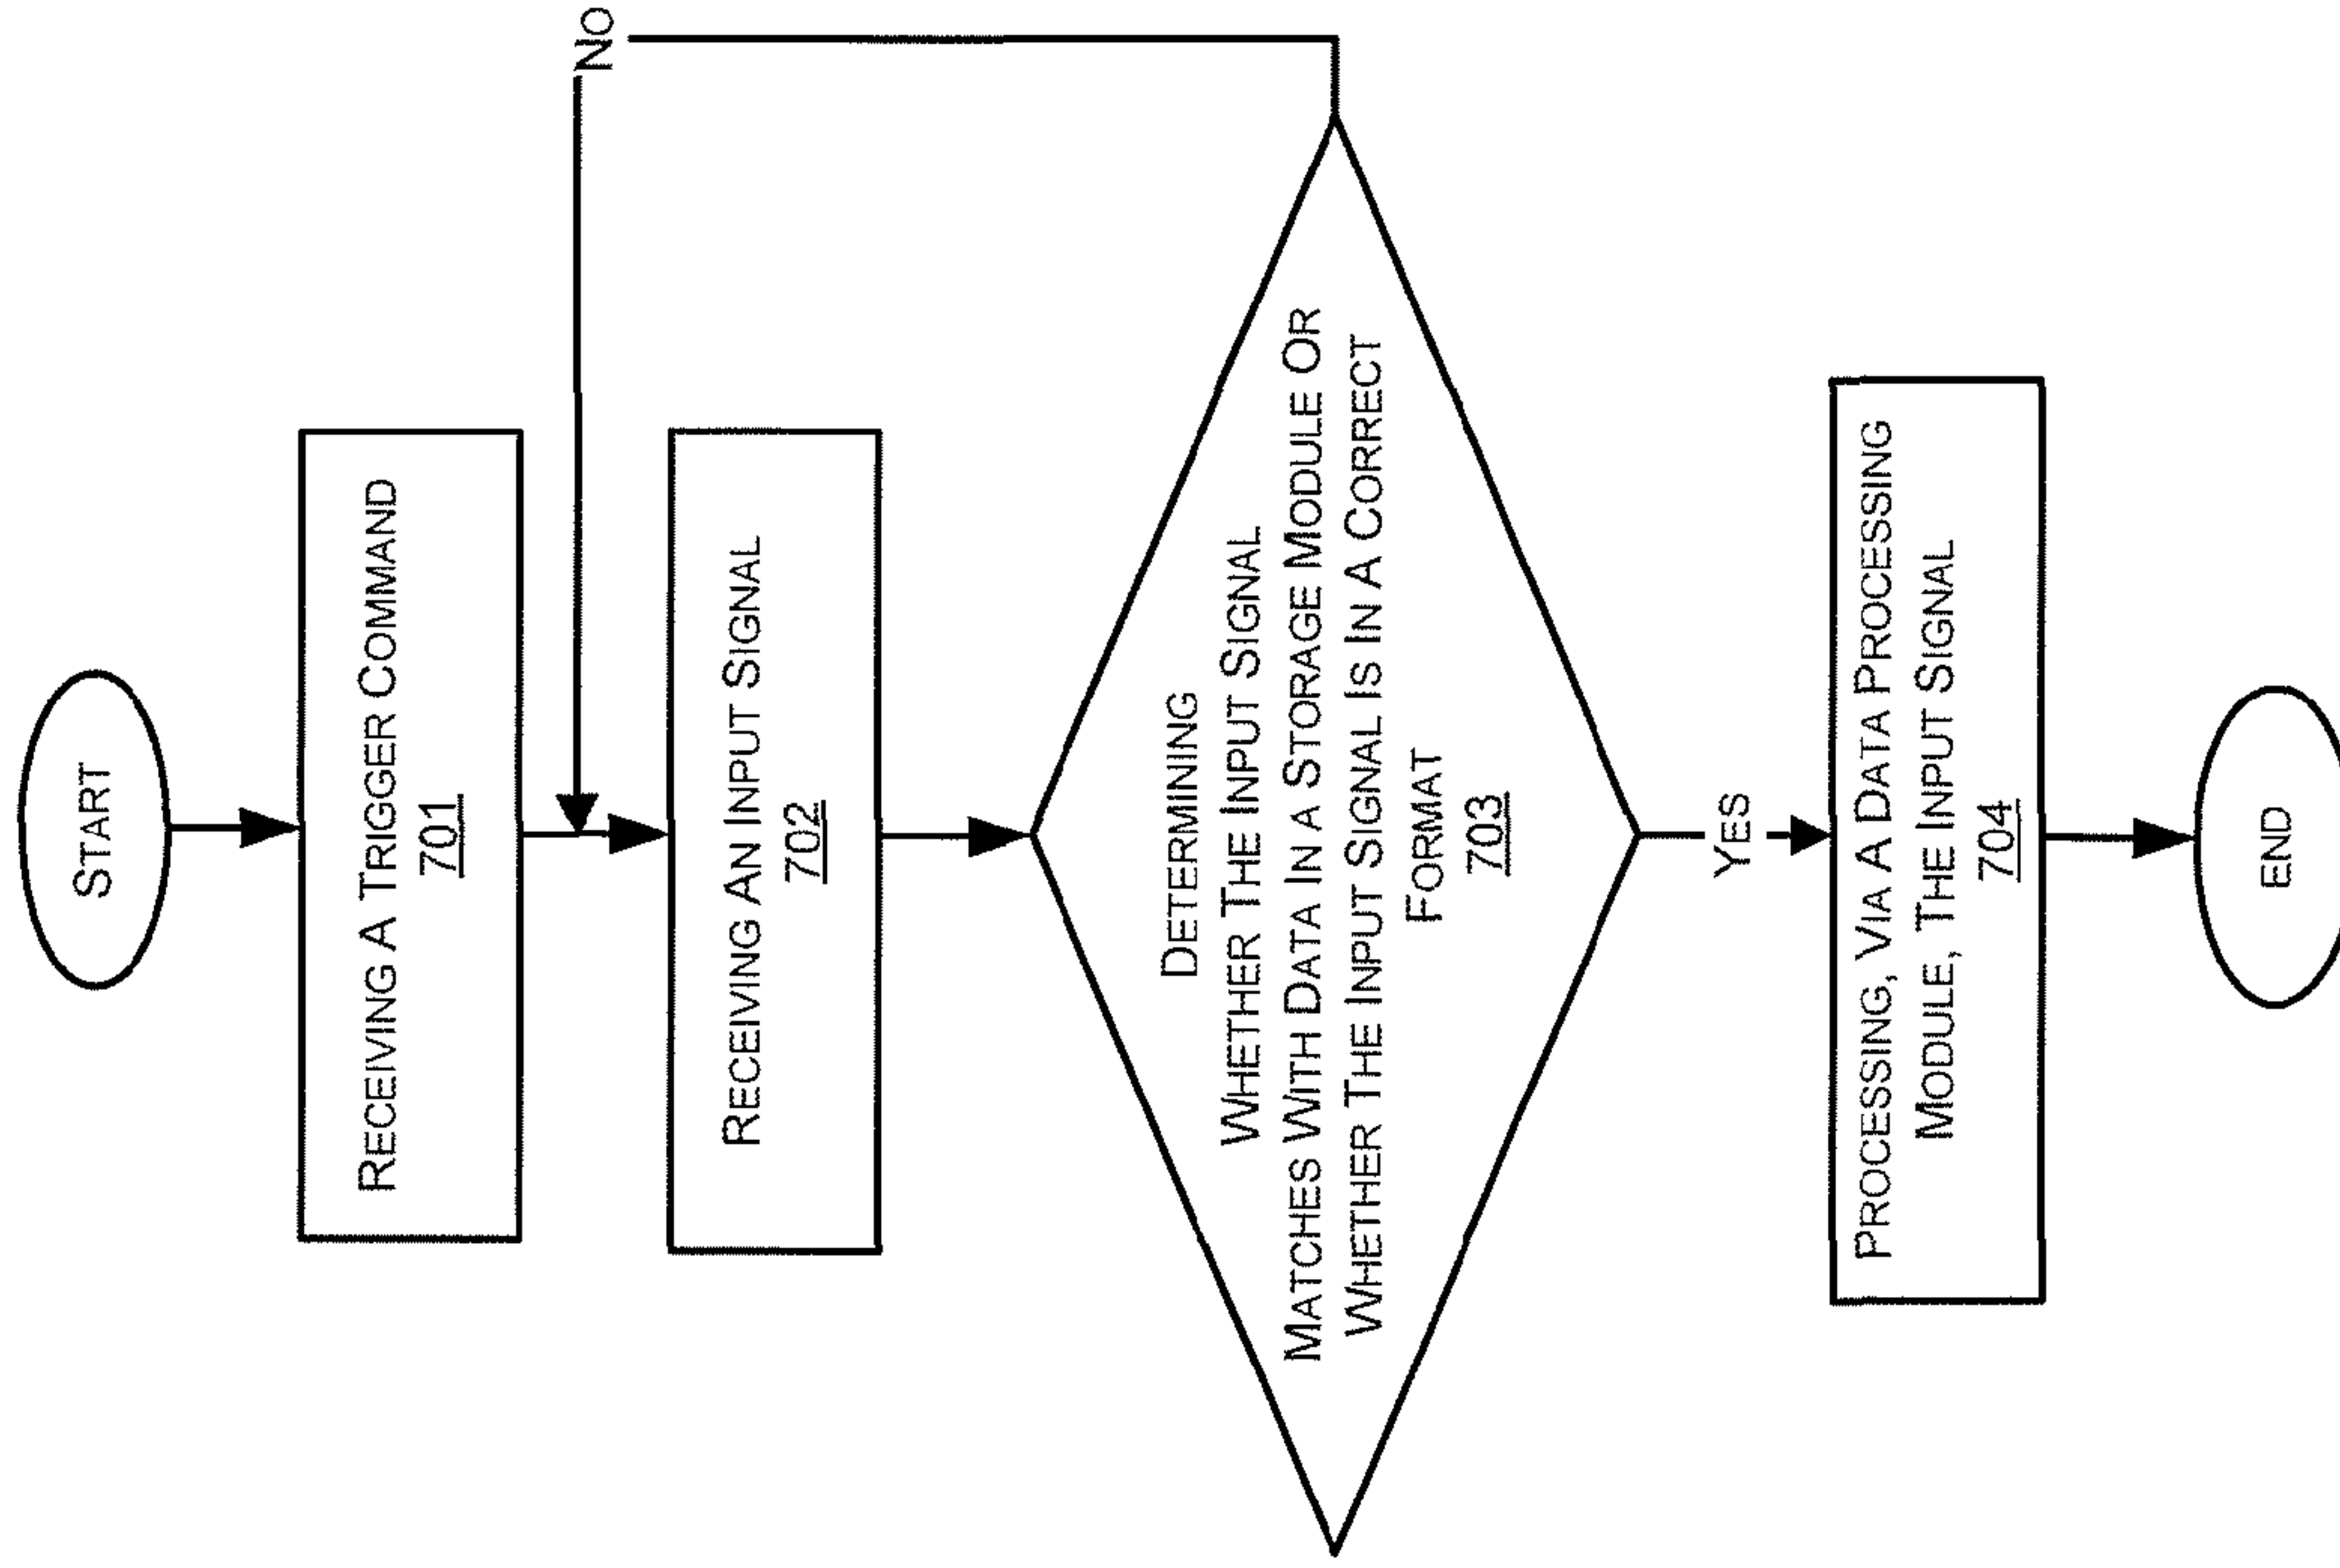 START
RECEIVING A TRIGGER COMMAND
701
NO
RECEIVING AN INPUT SIGNAL
702
DETERMINING
WHETHER THE INPUT SIGNAL
MATCHES WITH DATA IN A STORAGE MODULE OR
WHETHER THE INPUT SIGNAL IS IN A CORRECT
FORMAT
703
YES
PROCESSING, VIA A DATA PROCESSING
MODULE, THE INPUT SIGNAL
704
END